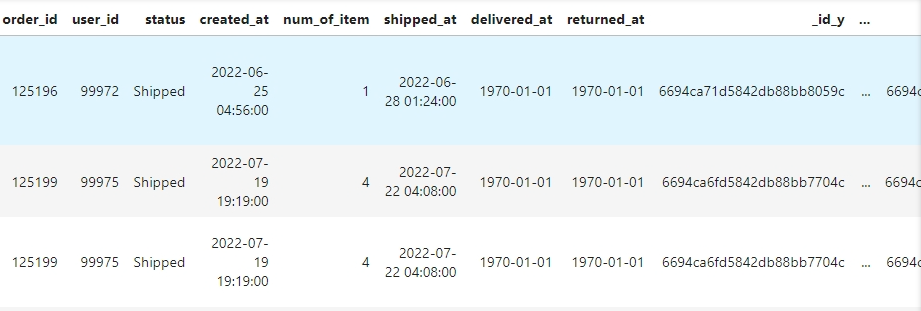 order_id user_id status created_at num_of_item shipped_at delivered_at returned_at _id_y ...
125196 99972 Shipped 2022-06-25 04:56:00 1 2022-06-28 01:24:00 1970-01-01 1970-01-01 6694ca71d5842db88bb8059c ... 6694c
125199 99975 Shipped 2022-07-19 19:19:00 4 2022-07-22 04:08:00 1970-01-01 1970-01-01 6694ca6fd5842db88bb7704c ... 6694c
125199 99975 Shipped 2022-07-19 19:19:00 4 2022-07-22 04:08:00 1970-01-01 1970-01-01 6694ca6fd5842db88bb7704c ... 6694c